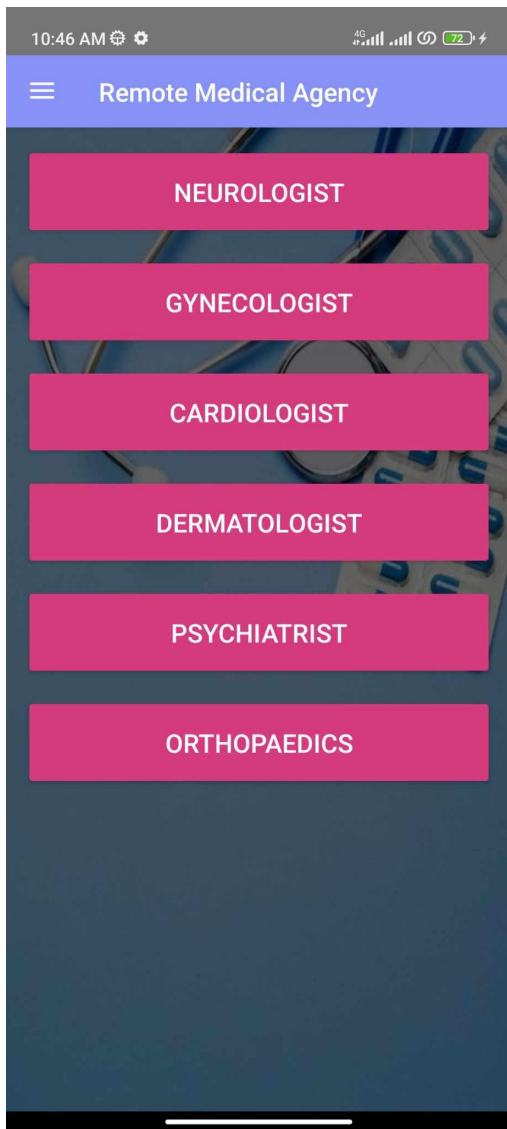 10:46 AM 4G 72
Remote Medical Agency
NEUROLOGIST
GYNECOLOGIST
CARDIOLOGIST
DERMATOLOGIST
PSYCHIATRIST
ORTHOPAEDICS